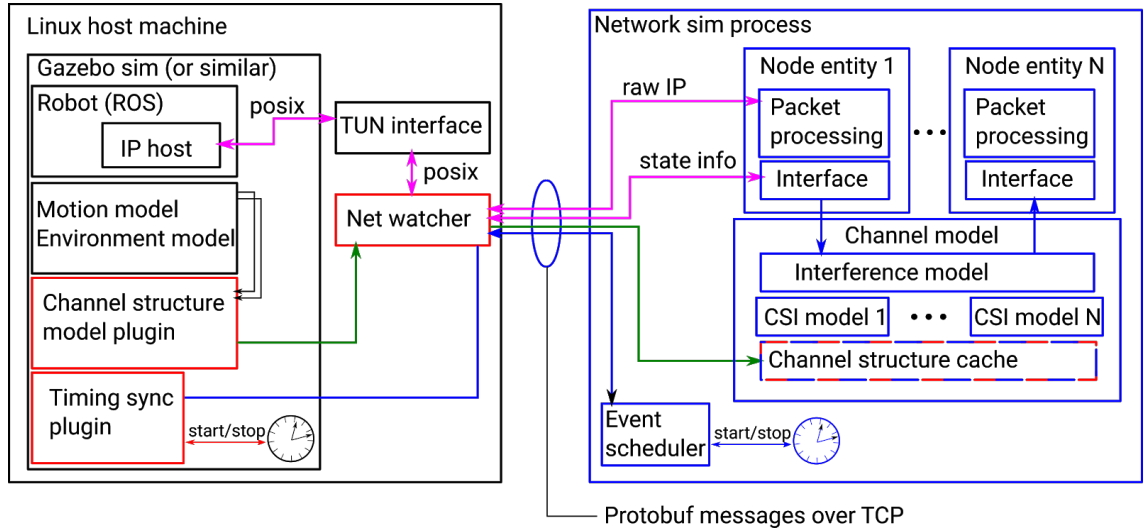 Linux host machine
Gazebo sim (or similar)
Robot (ROS)
IP host
posix
TUN interface
posix
Motion model
Environment model
Net watcher
Channel structure
model plugin
Timing sync
plugin
start/stop
Network sim process
raw IP
state info
Node entity 1
Packet
processing
Interface
Node entity N
Packet
processing
Interface
Channel model
Interference model
CSI model 1
CSI model N
Channel structure cache
Event
scheduler
start/stop
Protobuf messages over TCP